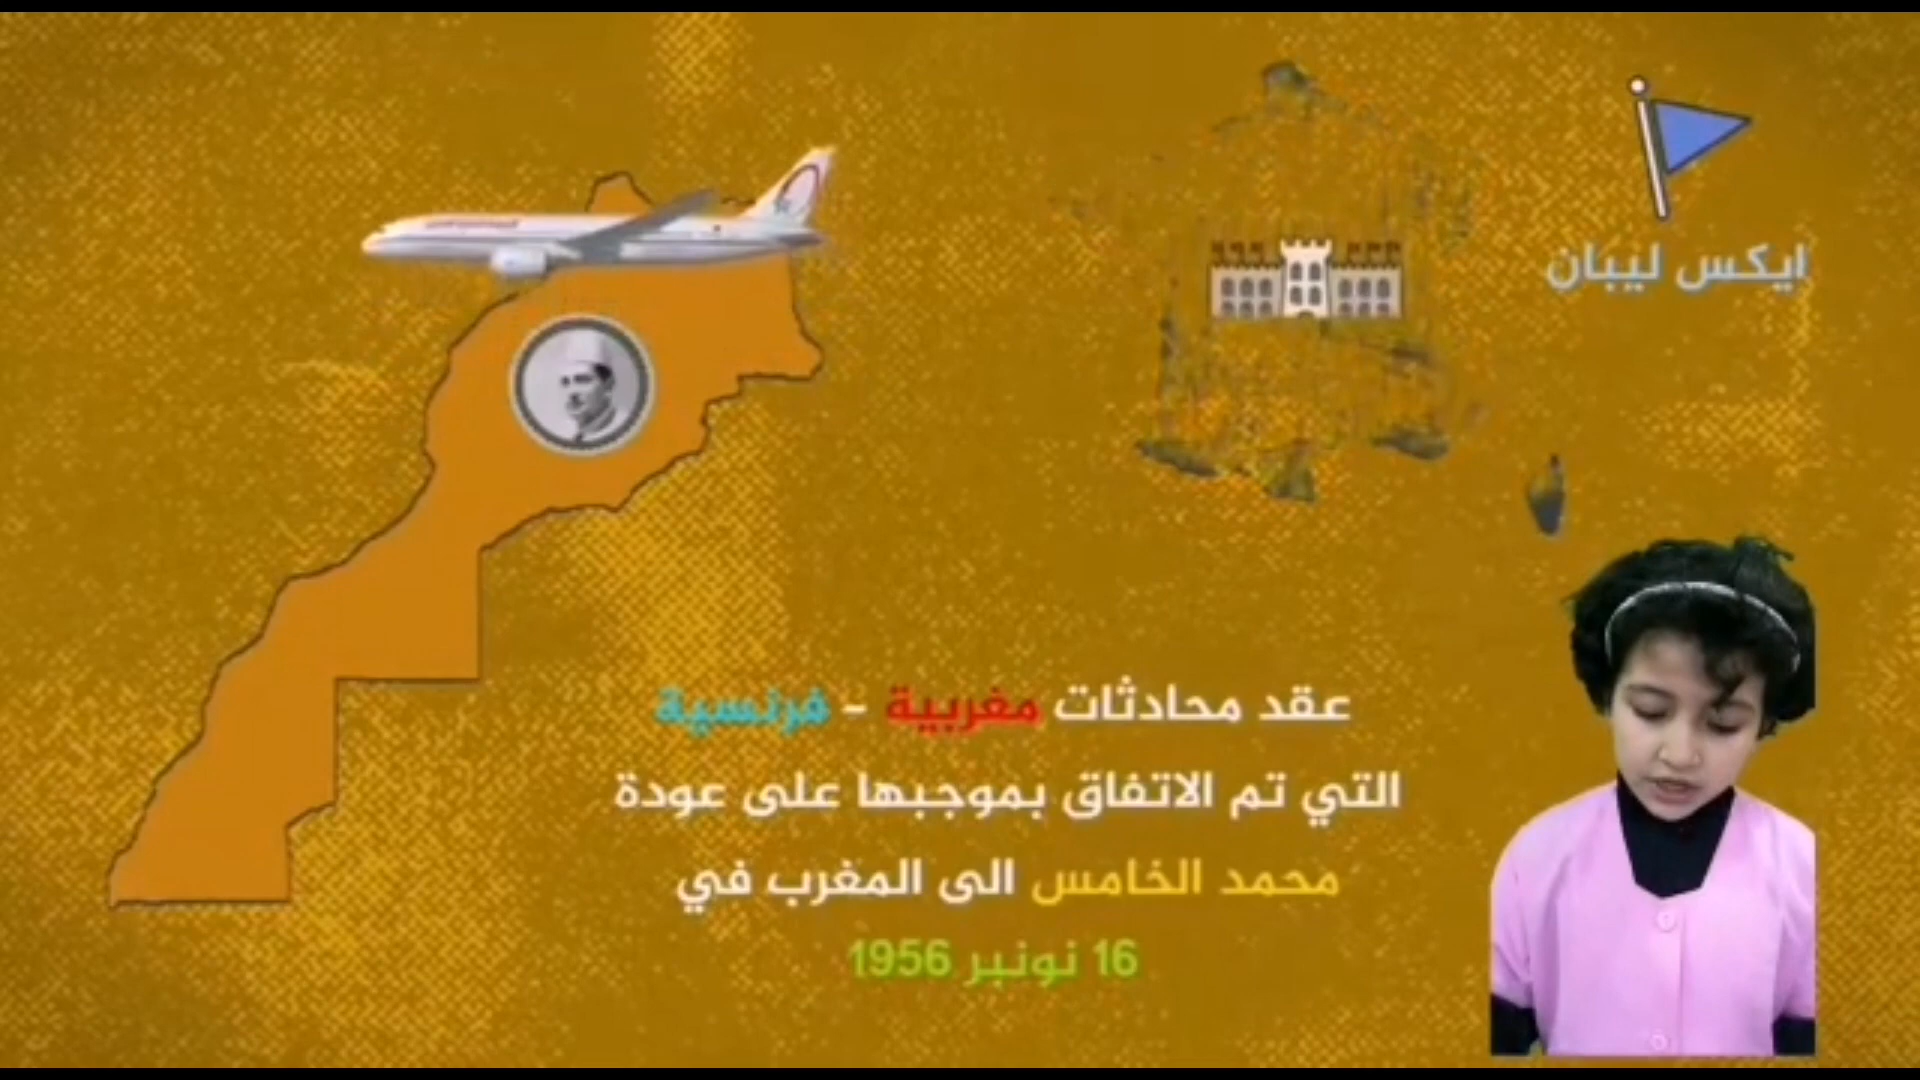 ايكس ليبان
عقد محادثات مغربية - فرنسية
التي تم الاتفاق بموجبها على عودة
محمد الخامس الى المغرب في
16 نونبر 1956